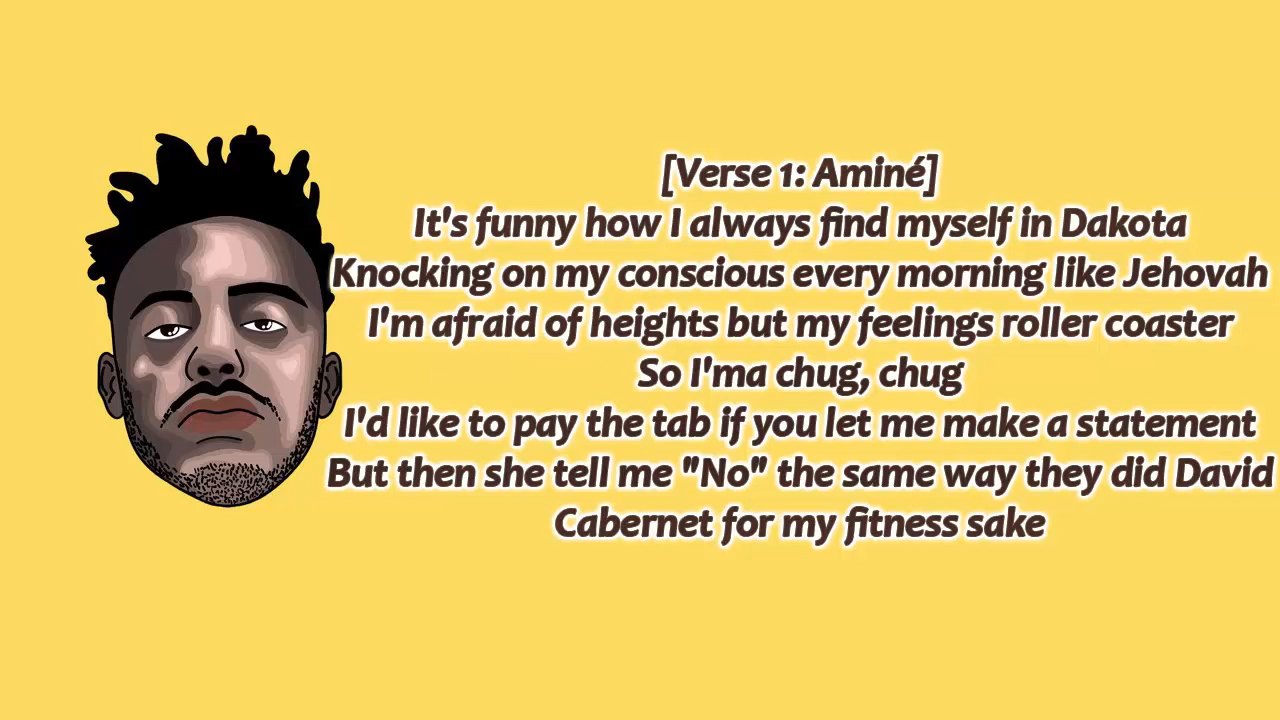 [Verse 1: Aminé]
It's funny how I always find myself in Dakota
Knocking on my conscious every morning like Jehovah
I'm afraid of heights but my feelings roller coaster
So I'ma chug, chug
I'd like to pay the tab if you let me make a statement
But then she tell me "No" the same way they did David
Cabernet for my fitness sake